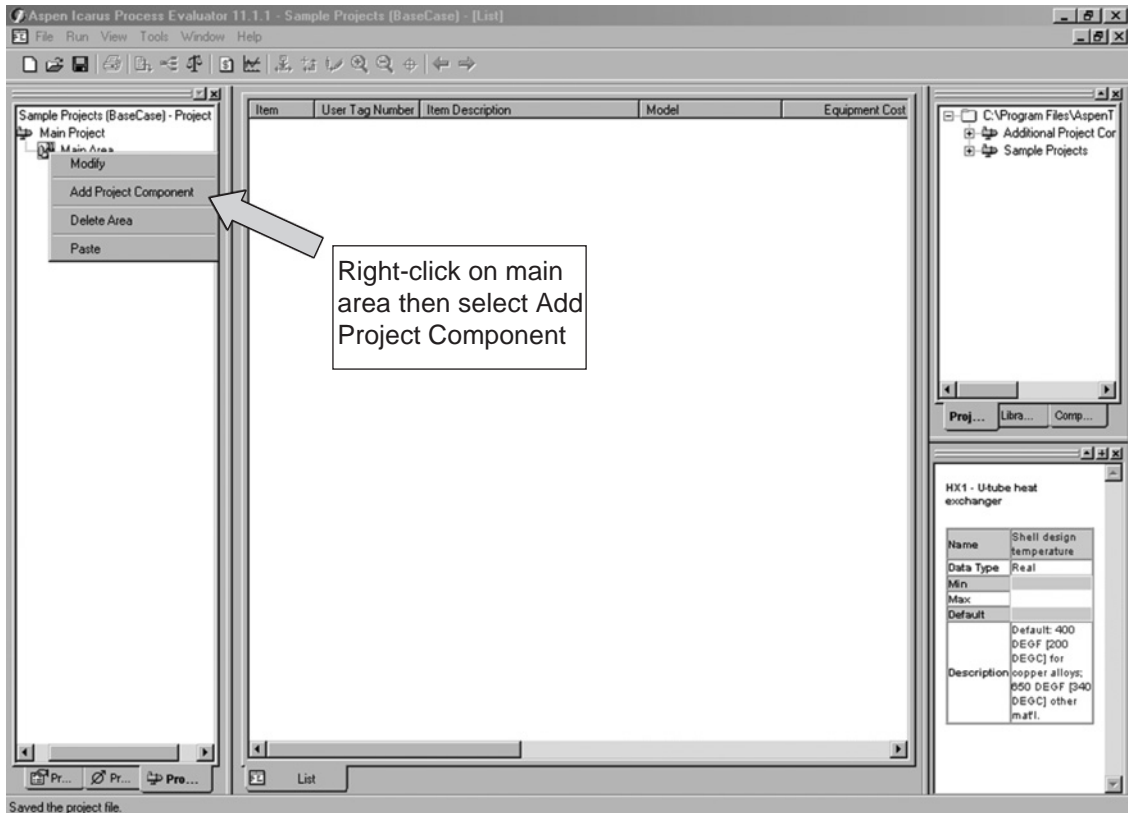 Aspen Icarus Process Evaluator 11.1.1 - Sample Projects (BaseCase) - [List]
File Run View Tools Window Help
Sample Projects (BaseCase) - Project
Main Project
Main Area
Modify
Add Project Component
Delete Area
Paste
Item User Tag Number Item Description Model Equipment Cost
Right-click on main
area then select Add
Project Component
C:\Program Files\AspenT
Additional Project Cor
Sample Projects
Proj... Libra... Comp...
HX1 - U-tube heat
exchanger
Name Shell design
temperature
Data Type Real
Min
Max
Default
Description Default: 400
DEGF [200
DEGC] for
copper alloys;
650 DEGF [340
DEGC] other
mat'l.
Pr... Pr... Pro...
List
Saved the project file.